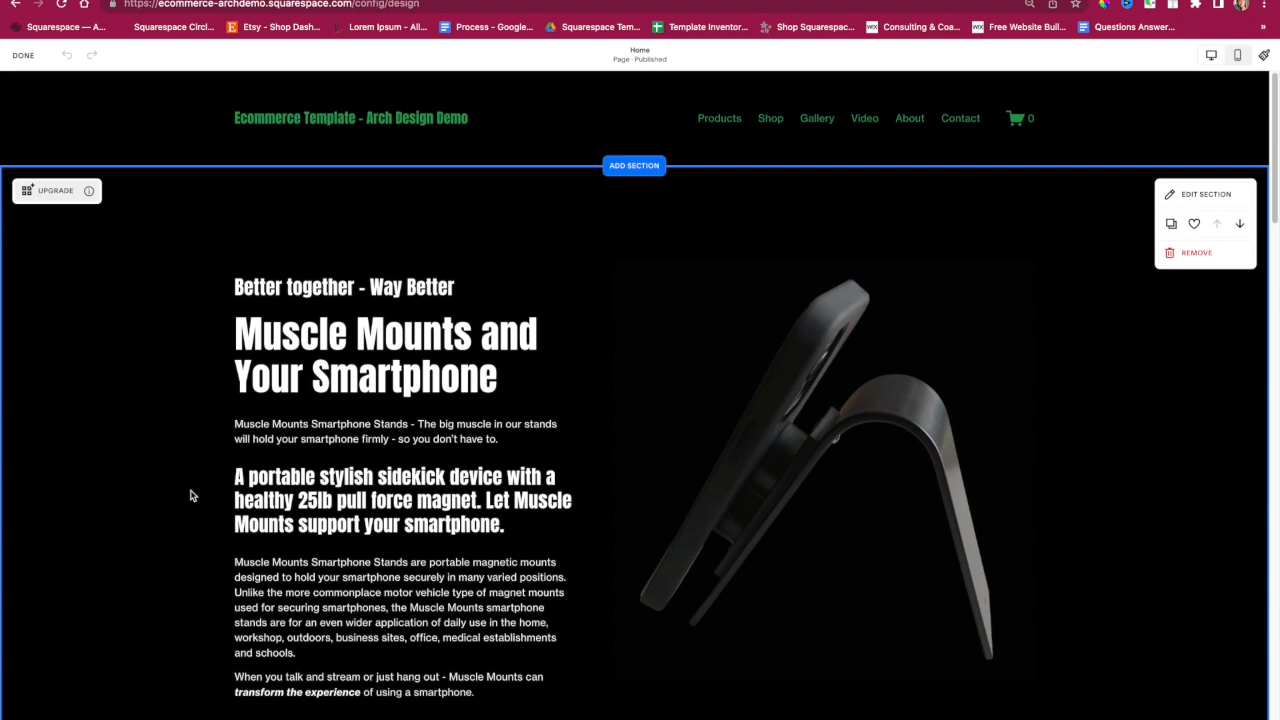 https://ecommerce-archdemo.squarespace.com/config/design
Squarespace — A...
Squarespace Circl...
Etsy - Shop Dash...
Lorem Ipsum - All...
Process - Google...
Squarespace Tem...
Template Inventor...
Shop Squarespac...
WIX
Consulting & Coa...
WIX
Free Website Buil...
Questions Answer...
»
DONE
Home
Page · Published
Ecommerce Template - Arch Design Demo
Products
Shop
Gallery
Video
About
Contact
0
ADD SECTION
UPGRADE
EDIT SECTION
REMOVE
Better together - Way Better
Muscle Mounts and
Your Smartphone
Muscle Mounts Smartphone Stands - The big muscle in our stands
will hold your smartphone firmly - so you don't have to.
A portable stylish sidekick device with a
healthy 25lb pull force magnet. Let Muscle
Mounts support your smartphone.
Muscle Mounts Smartphone Stands are portable magnetic mounts
designed to hold your smartphone securely in many varied positions.
Unlike the more commonplace motor vehicle type of magnet mounts
used for securing smartphones, the Muscle Mounts smartphone
stands are for an even wider application of daily use in the home,
workshop, outdoors, business sites, office, medical establishments
and schools.
When you talk and stream or just hang out - Muscle Mounts can
transform the experience of using a smartphone.